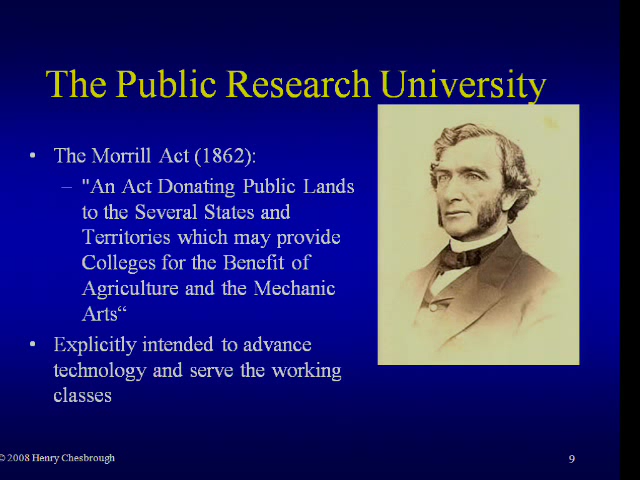 The Public Research University
• The Morrill Act (1862):
– "An Act Donating Public Lands
to the Several States and
Territories which may provide
Colleges for the Benefit of
Agriculture and the Mechanic
Arts“
• Explicitly intended to advance
technology and serve the working
classes
© 2008 Henry Chesbrough
9